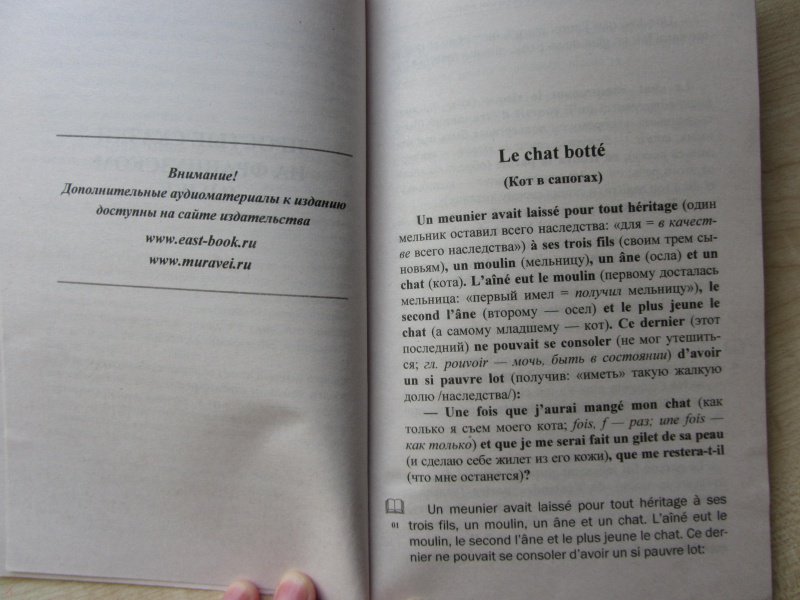 Внимание!
Дополнительные аудиоматериалы к изданию
доступны на сайте издательства
www.east-book.ru
www.muravei.ru
Le chat botté
(Кот в сапогах)
Un meunier avait laissé pour tout héritage (один
мельник оставил всего наследства: «для = в качест-
ве всего наследства») à ses trois fils (своим трем сы-
новьям), un moulin (мельницу), un âne (осла) et un
chat (кота). L'aîné eut le moulin (первому досталась
мельница: «первый имел = получил мельницу»), le
second l'âne (второму — осел) et le plus jeune le
chat (а самому младшему — кот). Ce dernier (этот
последний) ne pouvait se consoler (не мог утешить-
ся; гл. pouvoir — мочь, быть в состоянии) d'avoir
un si pauvre lot (получив: «иметь» такую жалкую
долю /наследства/):
— Une fois que j'aurai mangé mon chat (как
только я съем моего кота; fois, f — раз; une fois —
как только) et que je me serai fait un gilet de sa peau
(и сделаю себе жилет из его кожи), que me restera-t-il
(что мне останется)?
Un meunier avait laissé pour tout héritage à ses
01 trois fils, un moulin, un âne et un chat. L'aîné eut le
moulin, le second l'âne et le plus jeune le chat. Ce der-
nier ne pouvait se consoler d'avoir un si pauvre lot: